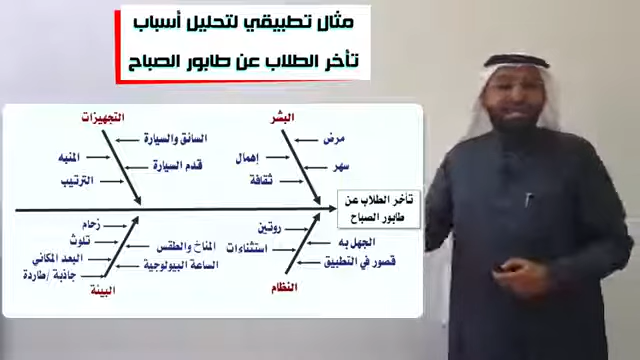 مثال تطبيقي لتحليل أسباب
تأخر الطلاب عن طابور الصباح
البشر
التجهيزات
مرض
السائق والسيارة
إهمال
المنبه
سهر
قدم السيارة
ثقافة
الترتيب
تأخر الطلاب عن
طابور الصباح
روتين
زحام
الجهل به
استثناءات
المناخ والطقس
تلوث
قصور في التطبيق
الساعة البيولوجية
البعد المكاني
جاذبة /طاردة
النظام
البيئة